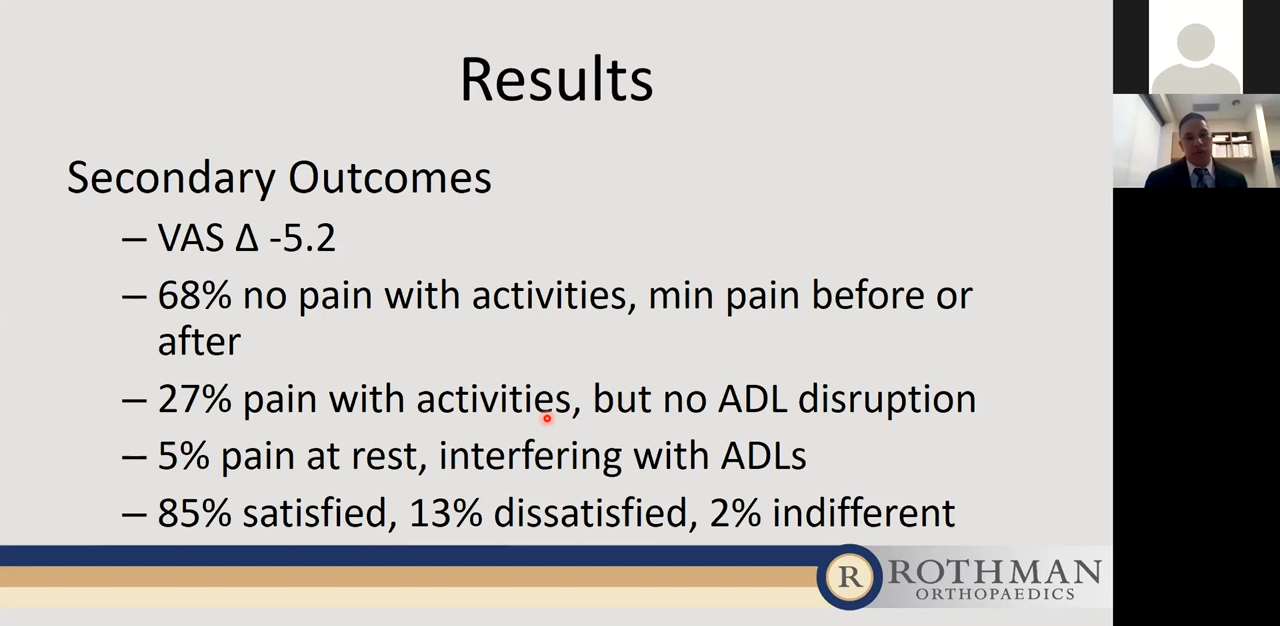 Results
Secondary Outcomes
– VAS Δ -5.2
– 68% no pain with activities, min pain before or
after
– 27% pain with activities, but no ADL disruption
– 5% pain at rest, interfering with ADLs
– 85% satisfied, 13% dissatisfied, 2% indifferent
R ROTHMAN
ORTHOPAEDICS